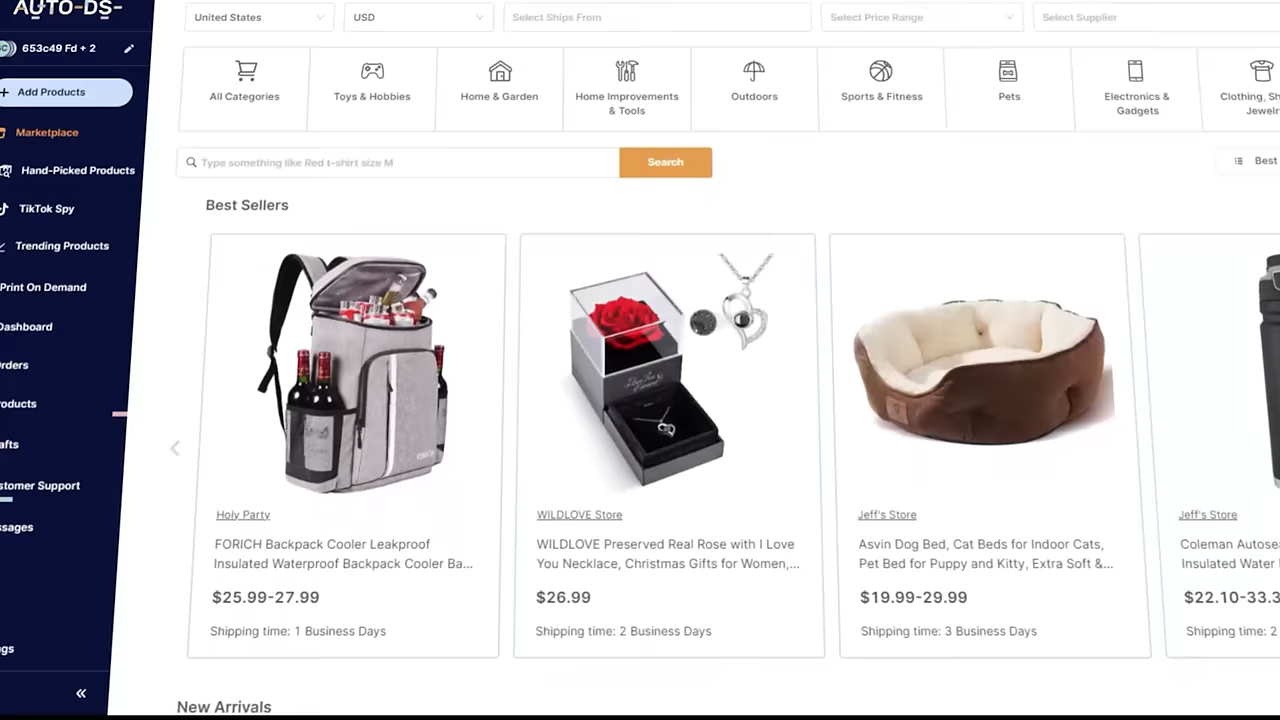 AUTO-DS-
653c49 Fd + 2
+ Add Products
Marketplace
Hand-Picked Products
TikTok Spy
Trending Products
Print On Demand
Dashboard
rders
roducts
afts
stomer Support
ssages
gs
United States
USD
Select Ships From
Select Price Range
Select Supplier
All Categories
Toys & Hobbies
Home & Garden
Home Improvements
& Tools
Outdoors
Sports & Fitness
Pets
Electronics &
Gadgets
Clothing, Sh
Jewelr
Type something like Red t-shirt size M
Search
Best
Best Sellers
Holy Party
FORICH Backpack Cooler Leakproof
Insulated Waterproof Backpack Cooler Ba...
$25.99-27.99
Shipping time: 1 Business Days
WILDLOVE Store
WILDLOVE Preserved Real Rose with I Love
You Necklace, Christmas Gifts for Women,...
$26.99
Shipping time: 2 Business Days
Jeff's Store
Asvin Dog Bed, Cat Beds for Indoor Cats,
Pet Bed for Puppy and Kitty, Extra Soft &...
$19.99-29.99
Shipping time: 3 Business Days
Jeff's Store
Coleman Autosea
Insulated Water
$22.10-33.3
Shipping time: 2
New Arrivals